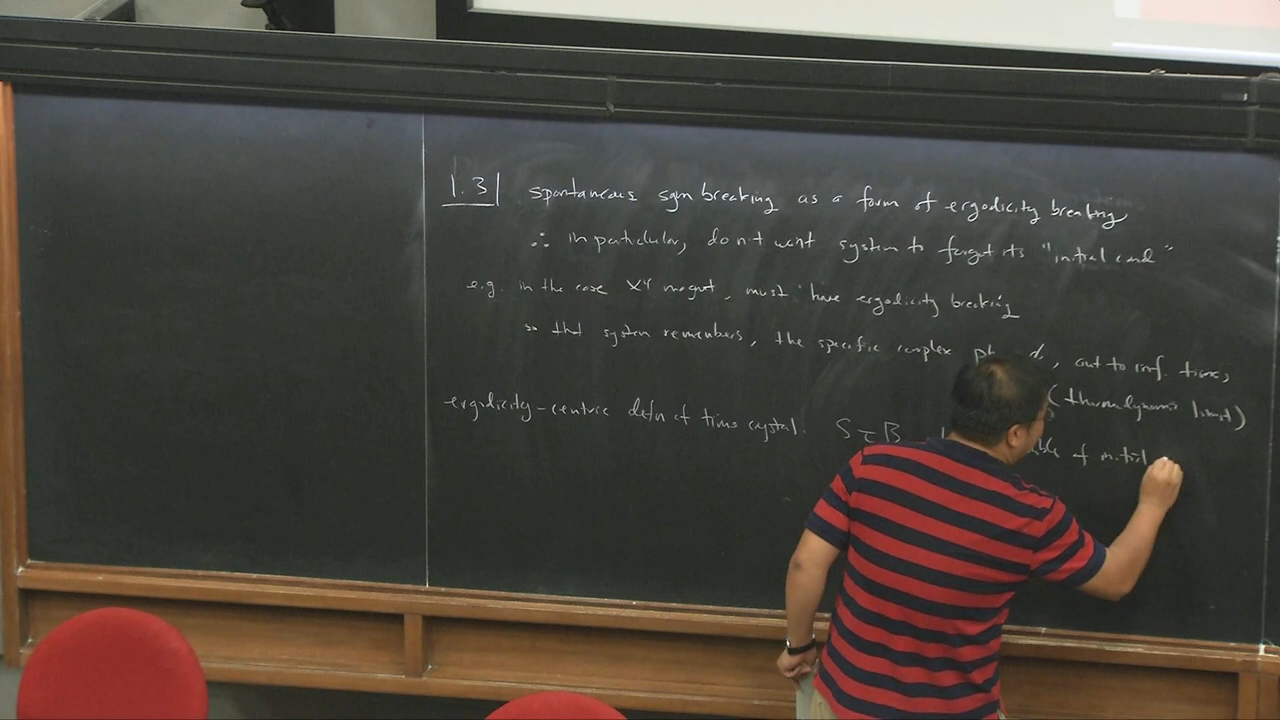 1.3 spontaneous sym breaking as a form of ergodicity breaking
∴ in particular, don't want system to forget its "initial cond"
e.g. in the case XY magnet, must have ergodicity breaking
so that system remembers, the specific complex out to inf. times,
(thermodynamic limit)
ergodicity-centric defn of time crystal. SτB of initial